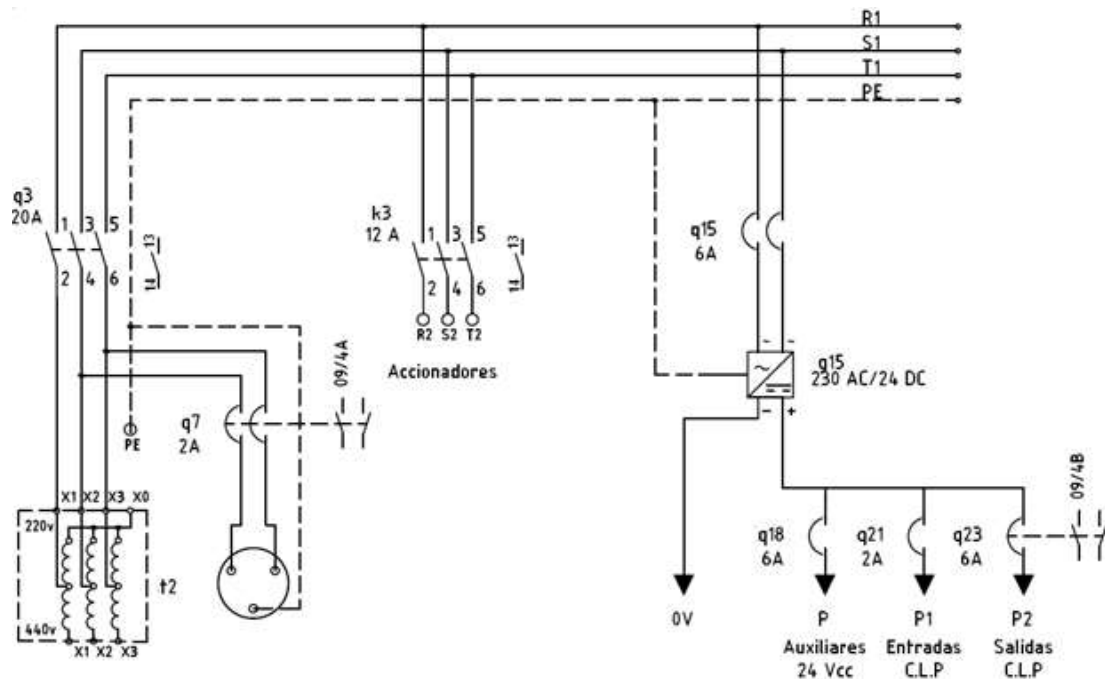 R1
S1
T1
PE
q3
20A
1 3 5
2 4 6
13
14
k3
12 A
1 3 5
2 4 6
13
14
R2 S2 T2
Accionadores
q15
6A
q15
230 AC/24 DC
~
- +
09/4A
q7
2A
PE
X1 X2 X3 X0
220v
t2
440v
X1 X2 X3
09/4B
q18
6A
q21
2A
q23
6A
0V
P
Auxiliares
24 Vcc
P1
Entradas
C.L.P
P2
Salidas
C.L.P